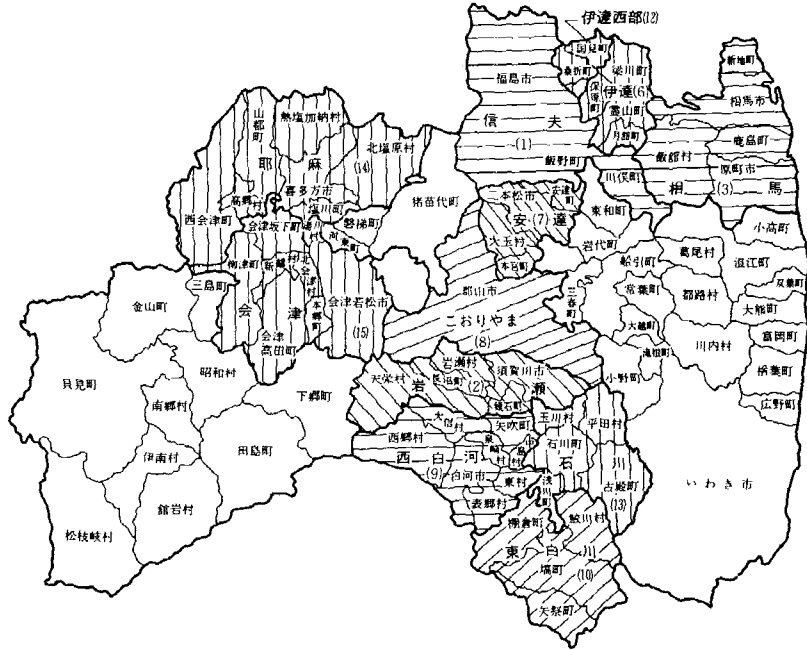 伊達西部(12)
国見町
桑折町
梁川町
新地町
福島市
保原町
伊達(6)
霊山町
月舘町
相馬市
信夫
(1)
飯野町
飯舘村
鹿島町
原町市
相馬
(3)
川俣町
山都町
熱塩加納村
北塩原村
耶麻
(14)
喜多方市
塩川町
高郷村
西会津町
会津坂下町
湯川村
河東町
磐梯町
猪苗代町
二本松市
安達町
安達
(7)
大玉村
本宮町
東和町
岩代町
小高町
船引町
葛尾村
浪江町
双葉町
常葉町
都路村
大熊町
三春町
大越町
滝根町
川内村
富岡町
楢葉町
広野町
小野町
柳津町
新鶴村
北会津村
本郷町
会津若松市
(15)
会津
会津高田町
三島町
金山町
郡山市
こおりやま
(8)
只見町
昭和村
下郷町
南郷村
伊南村
田島町
舘岩村
松枝岐村
天栄村
岩瀬
岩瀬村
長沼町
(2)
須賀川市
鏡石町
玉川村
平田村
大信村
矢吹町
西郷村
泉崎村
中島村
石川町
石川
西白河
(9)
白河市
東村
表郷村
浅川町
古殿町
(13)
いわき市
棚倉町
鮫川村
東白川
塙町
(10)
矢祭町